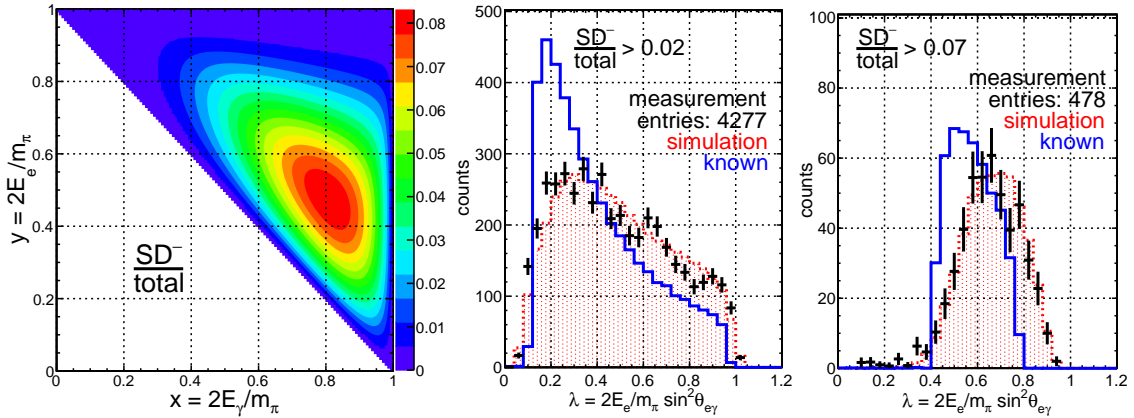 1
0.8
0.6
0.4
0.2
0
y = 2E_e/m_π
SD⁻
total
0 0.2 0.4 0.6 0.8 1
x = 2E_γ/m_π
0.08
0.07
0.06
0.05
0.04
0.03
0.02
0.01
0
500
400
300
200
100
0
counts
SD⁻
total > 0.02
measurement
entries: 4277
simulation
known
0 0.2 0.4 0.6 0.8 1 1.2
λ = 2E_e/m_π sin²θ_eγ
100
80
60
40
20
0
counts
SD⁻
total > 0.07
measurement
entries: 478
simulation
known
0 0.2 0.4 0.6 0.8 1 1.2
λ = 2E_e/m_π sin²θ_eγ